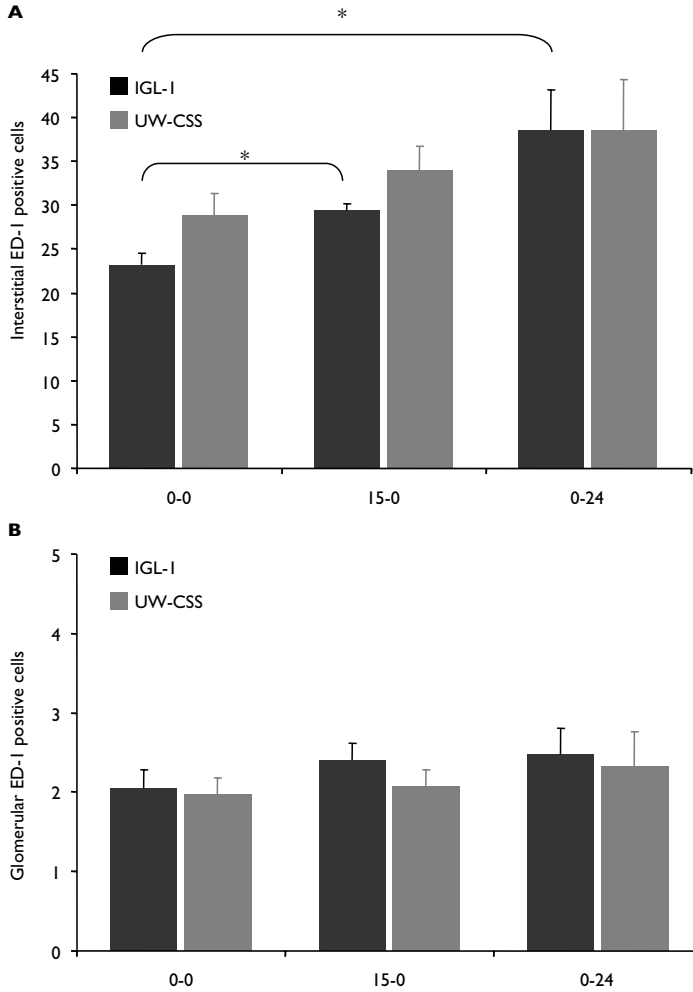 A
*
45
IGL-1
40
UW-CSS
35
*
30
25
20
15
10
5
0
Interstitial ED-1 positive cells
0-0 15-0 0-24
B
5
IGL-1
UW-CSS
4
3
2
1
0
Glomerular ED-1 positive cells
0-0 15-0 0-24